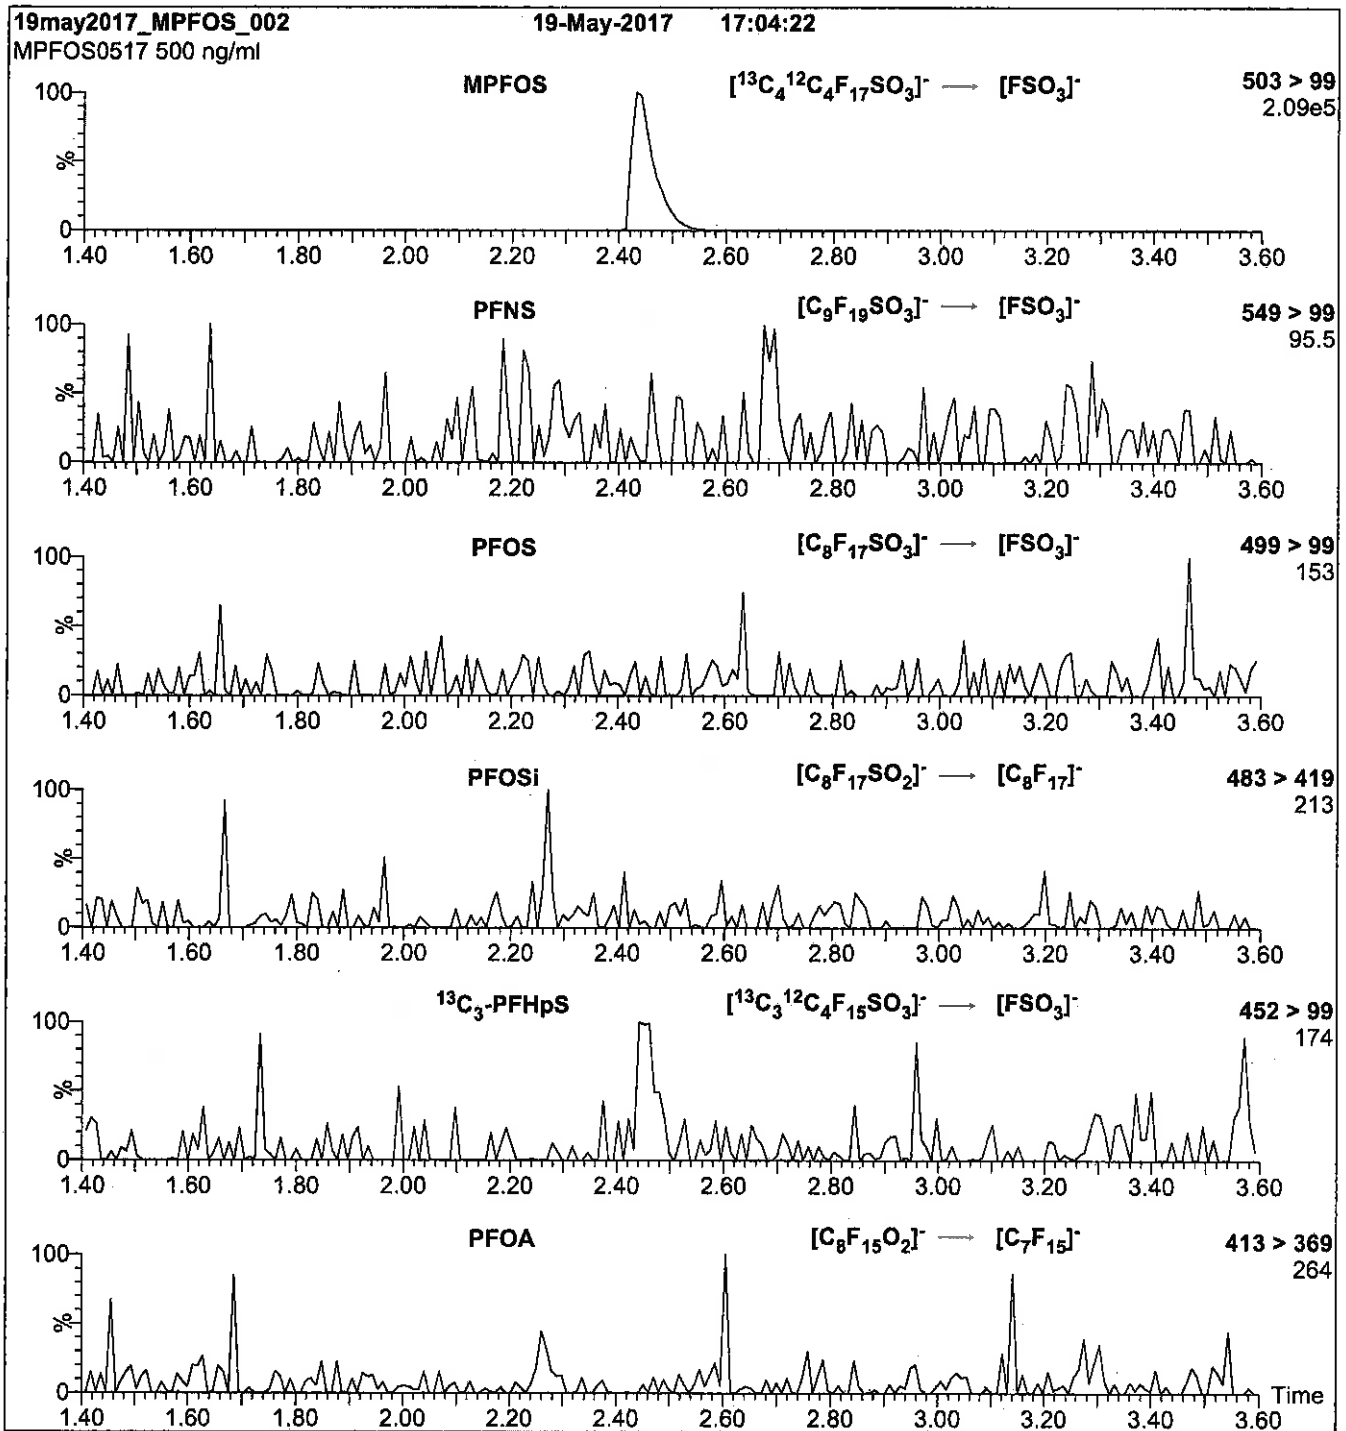 19may2017_MPFOS_002 19-May-2017 17:04:22
MPFOS0517 500 ng/ml
MPFOS [¹³C₄¹²C₄F₁₇SO₃]⁻ → [FSO₃]⁻ 503 > 99
2.09e5
100
%
0
1.40 1.60 1.80 2.00 2.20 2.40 2.60 2.80 3.00 3.20 3.40 3.60
PFNS [C₉F₁₉SO₃]⁻ → [FSO₃]⁻ 549 > 99
95.5
100
%
0
1.40 1.60 1.80 2.00 2.20 2.40 2.60 2.80 3.00 3.20 3.40 3.60
PFOS [C₈F₁₇SO₃]⁻ → [FSO₃]⁻ 499 > 99
153
100
%
0
1.40 1.60 1.80 2.00 2.20 2.40 2.60 2.80 3.00 3.20 3.40 3.60
PFOSi [C₈F₁₇SO₂]⁻ → [C₈F₁₇]⁻ 483 > 419
213
100
%
0
1.40 1.60 1.80 2.00 2.20 2.40 2.60 2.80 3.00 3.20 3.40 3.60
¹³C₃-PFHpS [¹³C₃¹²C₄F₁₅SO₃]⁻ → [FSO₃]⁻ 452 > 99
174
100
%
0
1.40 1.60 1.80 2.00 2.20 2.40 2.60 2.80 3.00 3.20 3.40 3.60
PFOA [C₈F₁₅O₂]⁻ → [C₇F₁₅]⁻ 413 > 369
264
100
%
0
Time
1.40 1.60 1.80 2.00 2.20 2.40 2.60 2.80 3.00 3.20 3.40 3.60